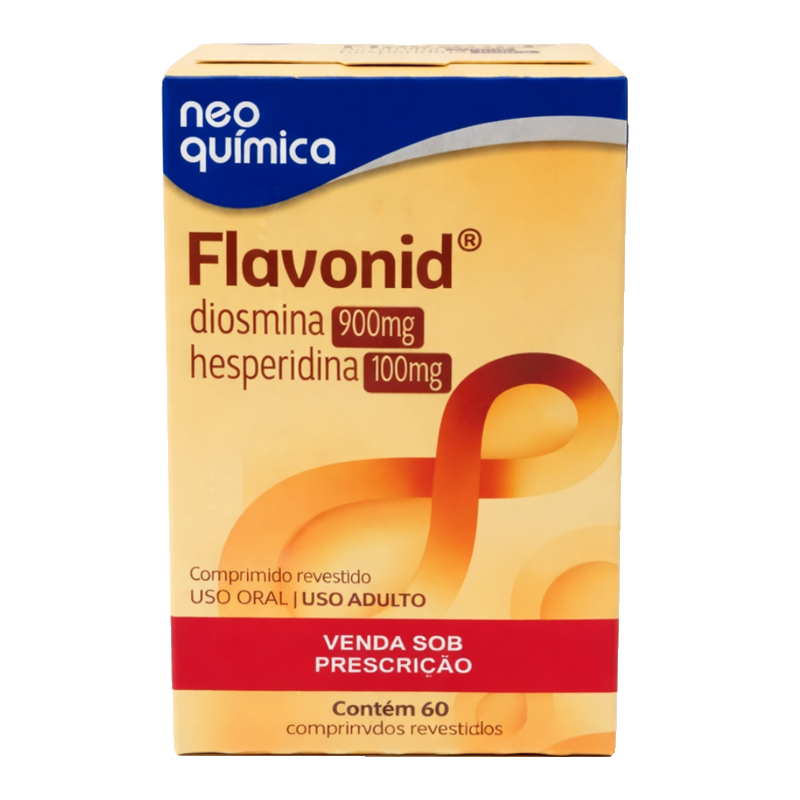 neo
química
Flavonid®
diosmina 900mg
hesperidina 100mg
Comprimido revestido
USO ORAL | USO ADULTO
VENDA SOB
PRESCRIÇÃO
Contém 60
comprinvdos revesticlos